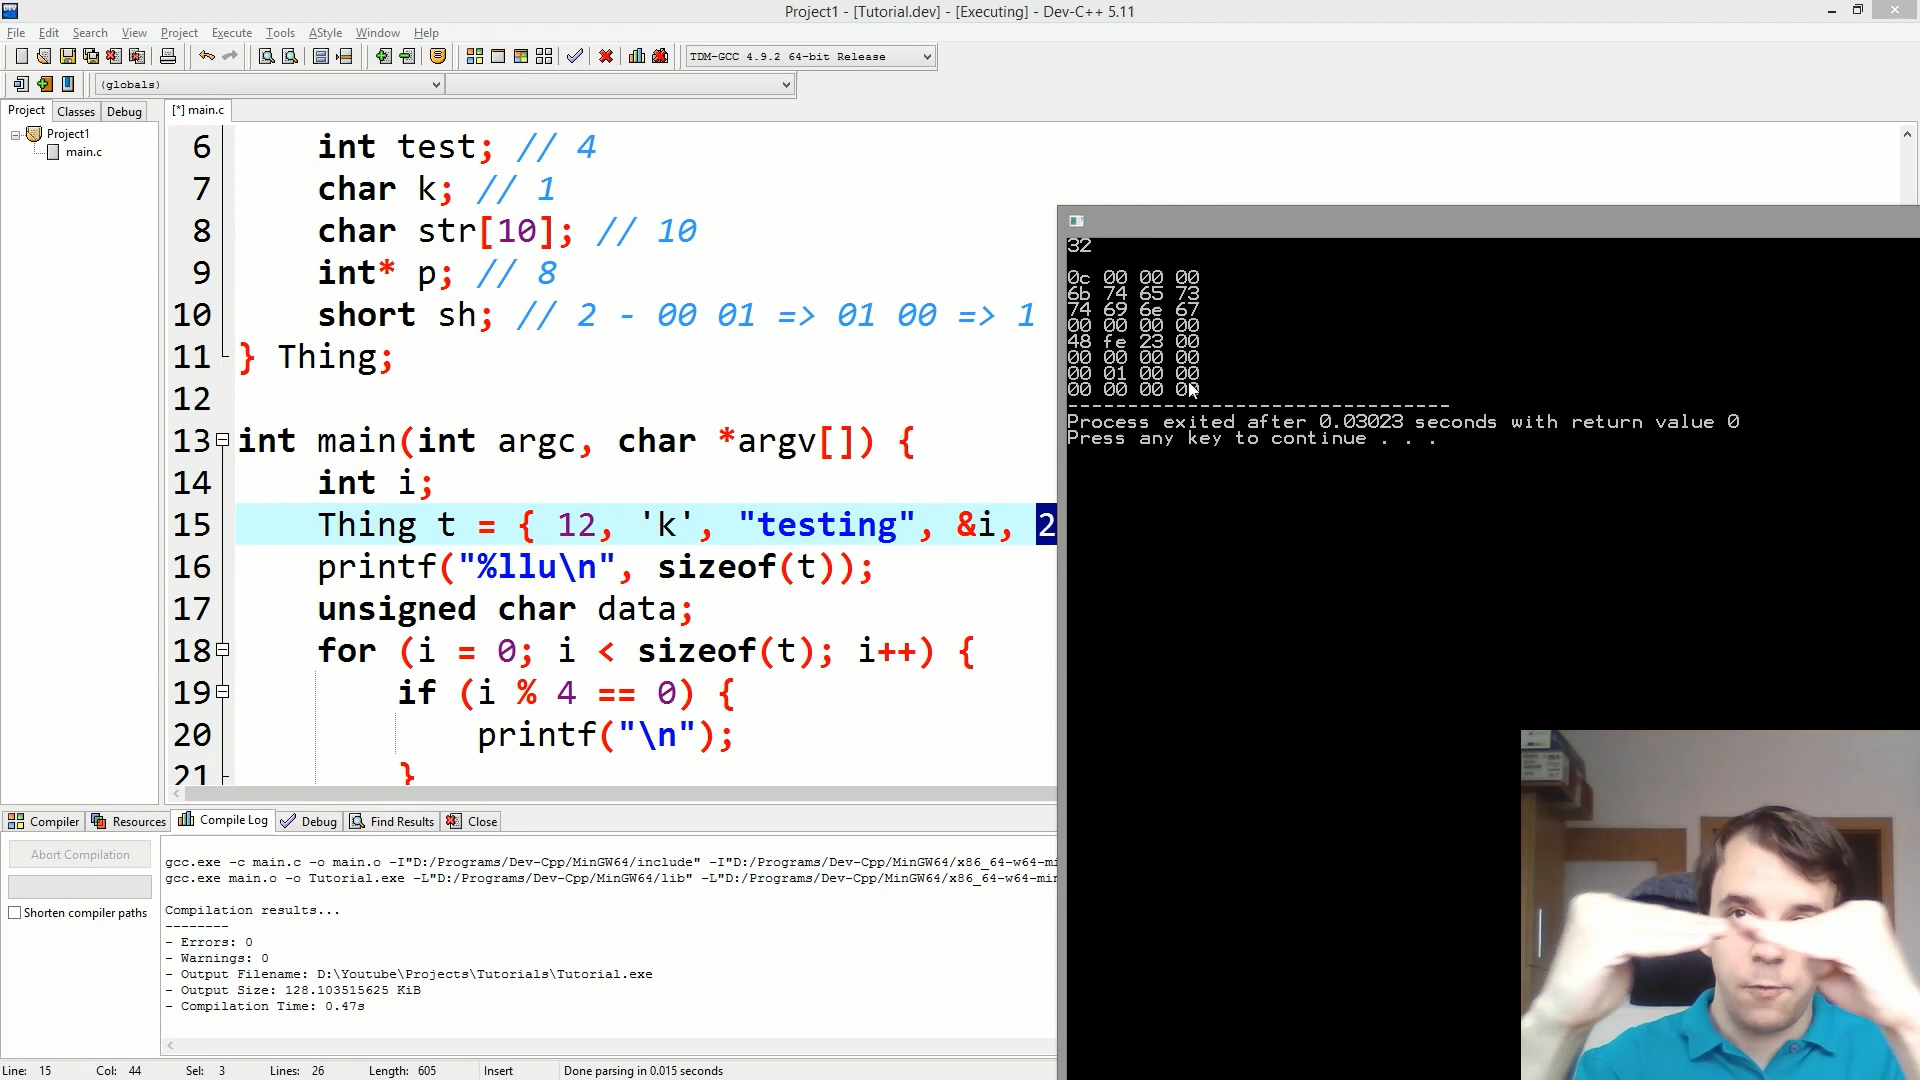 Project1 - [Tutorial.dev] - [Executing] - Dev-C++ 5.11
File Edit Search View Project Execute Tools AStyle Window Help
TDM-GCC 4.9.2 64-bit Release
(globals)
Project Classes Debug
[*] main.c
Project1
main.c
6 int test; // 4
7 char k; // 1
8 char str[10]; // 10
9 int* p; // 8
10 short sh; // 2 - 00 01 => 01 00 => 1
11 } Thing;
12
13 int main(int argc, char *argv[]) {
14 int i;
15 Thing t = { 12, 'k', "testing", &i, 2
16 printf("%llu\n", sizeof(t));
17 unsigned char data;
18 for (i = 0; i < sizeof(t); i++) {
19 if (i % 4 == 0) {
20 printf("\n");
21 }
32
0c 00 00 00
6b 74 65 73
74 69 6e 67
00 00 00 00
48 fe 23 00
00 00 00 00
00 01 00 00
00 00 00 00
--------------------------------
Process exited after 0.03023 seconds with return value 0
Press any key to continue . . .
Compiler Resources Compile Log Debug Find Results Close
Abort Compilation
Shorten compiler paths
gcc.exe -c main.c -o main.o -I"D:/Programs/Dev-Cpp/MinGW64/include" -I"D:/Programs/Dev-Cpp/MinGW64/x86_64-w64-mi
gcc.exe main.o -o Tutorial.exe -L"D:/Programs/Dev-Cpp/MinGW64/lib" -L"D:/Programs/Dev-Cpp/MinGW64/x86_64-w64-min
Compilation results...
--------
- Errors: 0
- Warnings: 0
- Output Filename: D:\Youtube\Projects\Tutorials\Tutorial.exe
- Output Size: 128.103515625 KiB
- Compilation Time: 0.47s
Line: 15 Col: 44 Sel: 3 Lines: 26 Length: 605 Insert Done parsing in 0.015 seconds